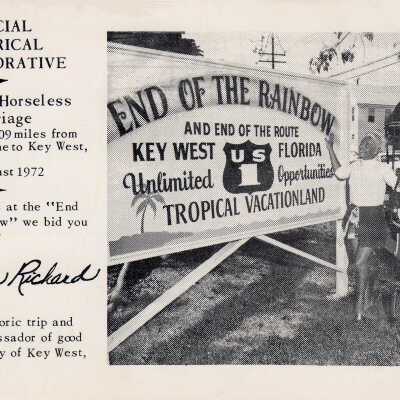 CIAL
RICAL
ORATIVE
Horseless
riage
09 miles from
e to Key West,
ust 1972
at the "End
w" we bid you
Richard
oric trip and
ssador of good
y of Key West,
END OF THE RAINBOW
AND END OF THE ROUTE
KEY WEST US 1 FLORIDA
Unlimited Opportunities
TROPICAL VACATIONLAND